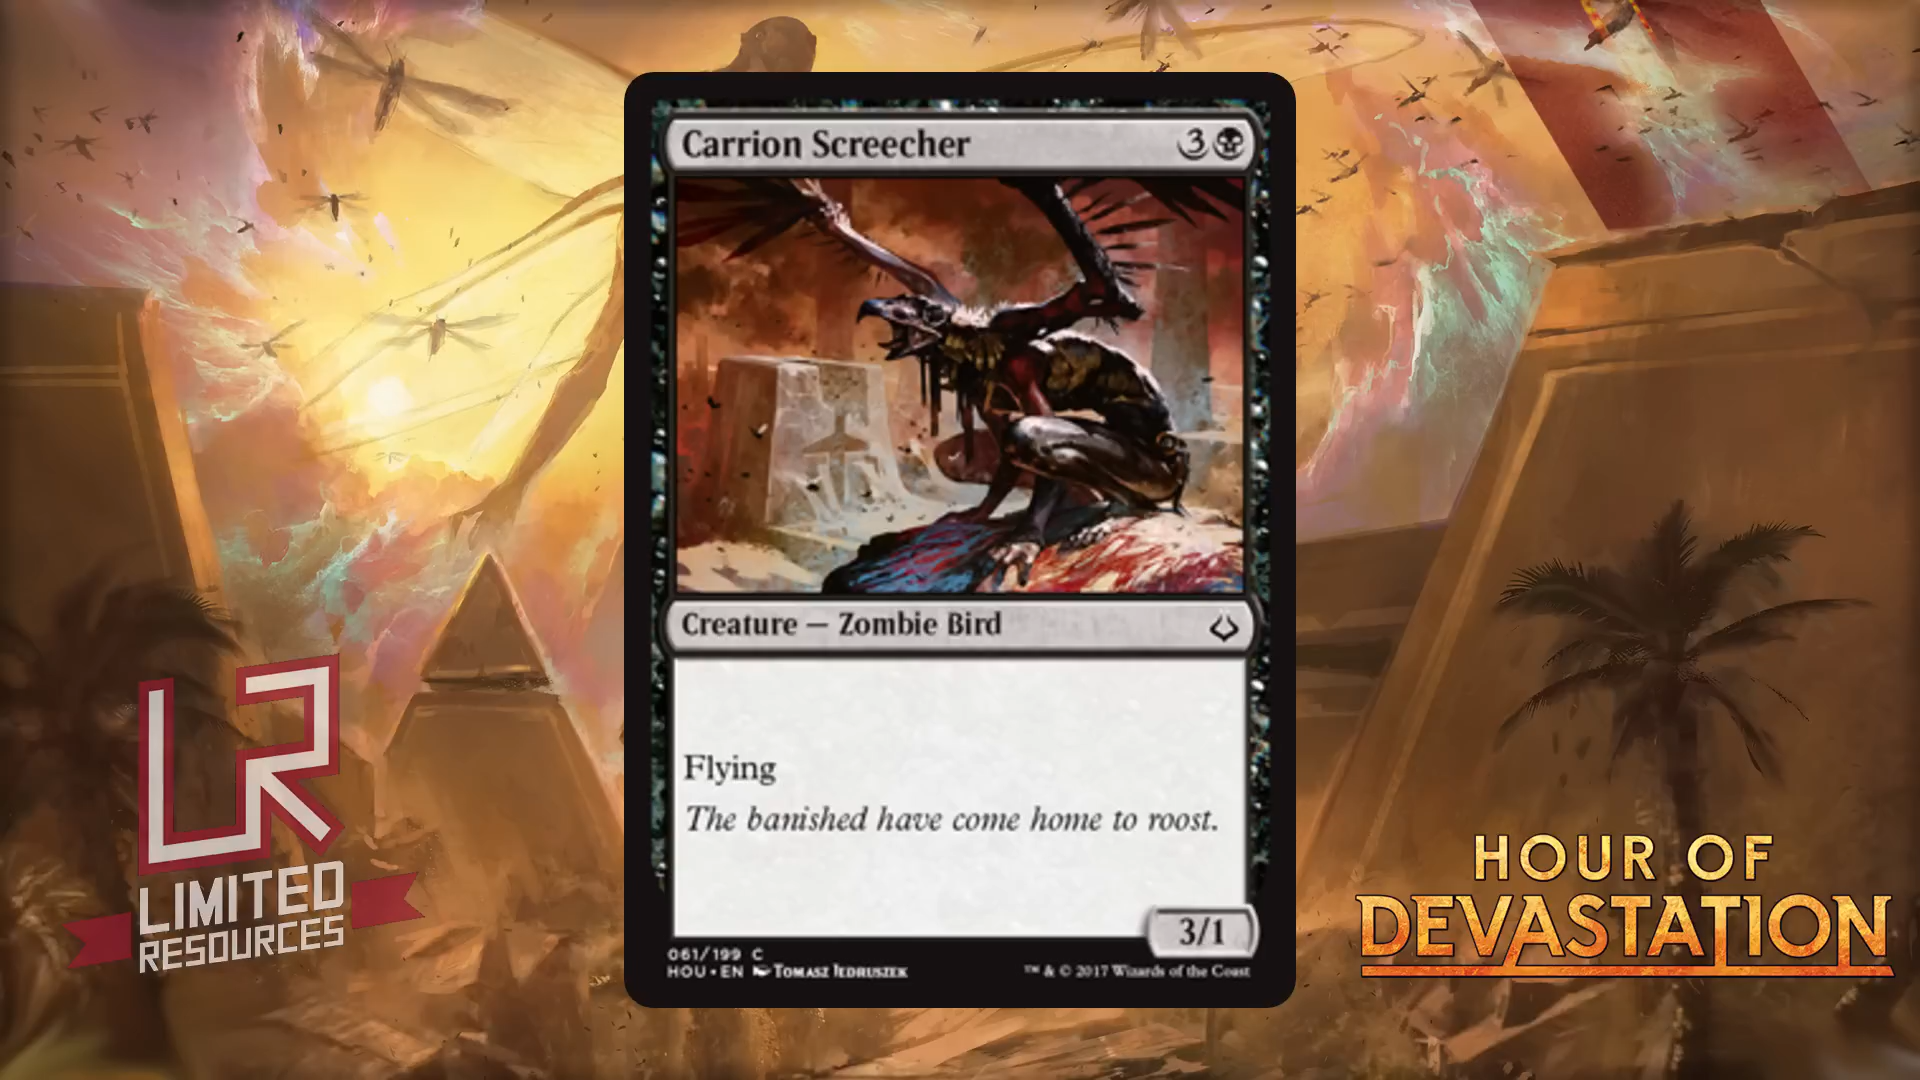 Carrion Screecher
3
Creature — Zombie Bird
Flying
The banished have come home to roost.
3/1
061/199 C
HOU • EN Tomasz Jedruszek
™ & © 2017 Wizards of the Coast
LR
LIMITED
RESOURCES
HOUR OF
DEVASTATION